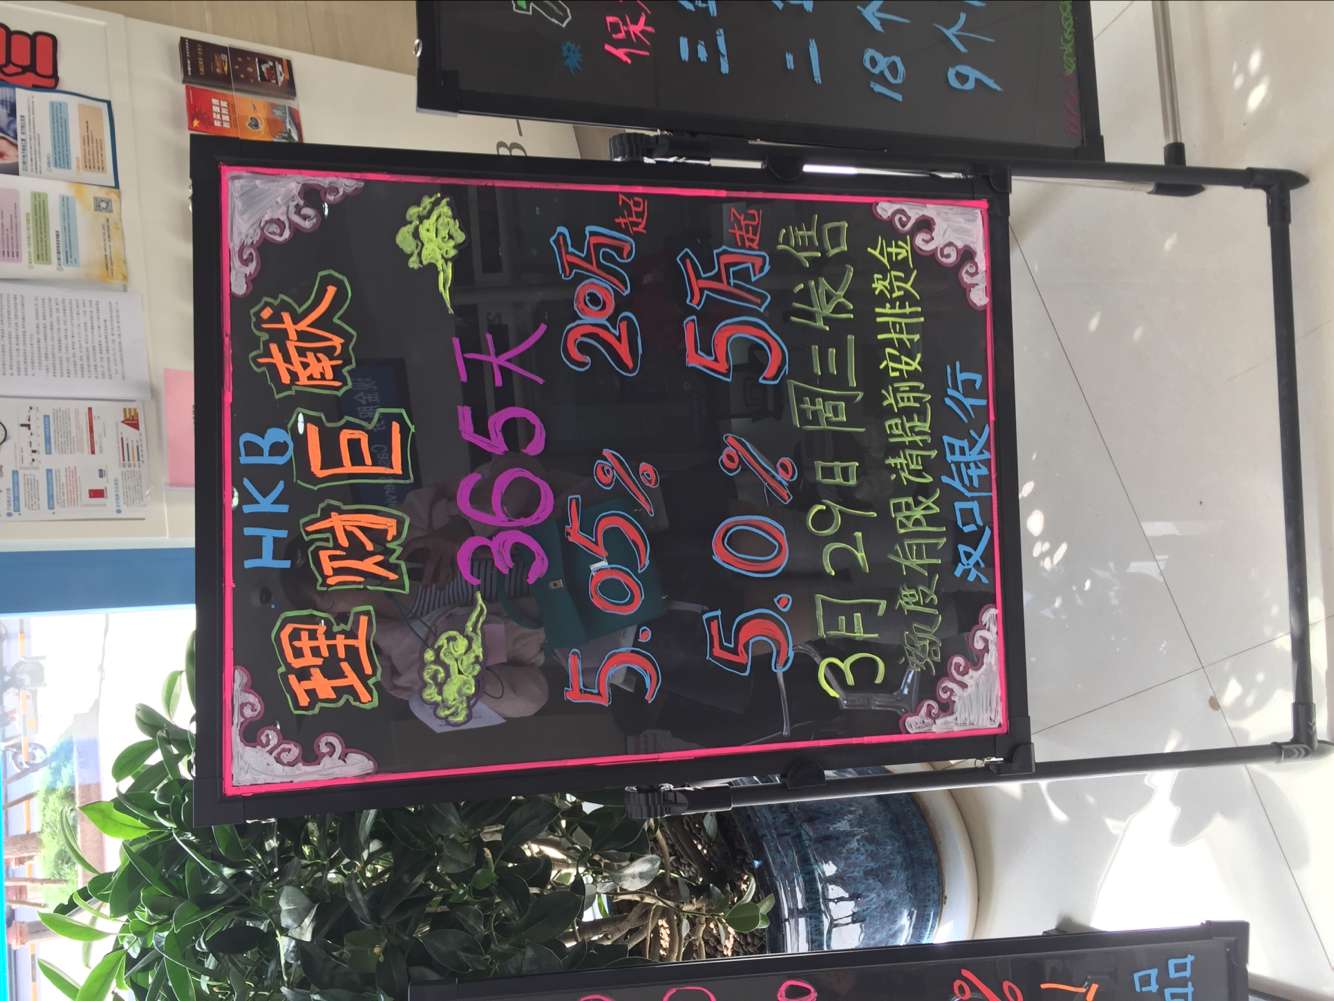 HKB
理财巨献
365天
5.05% 20万起
5.0% 5万起
3月29日周三发售
额度有限请提前安排资金
汉口银行
保
三
二
18个
9个
%
品